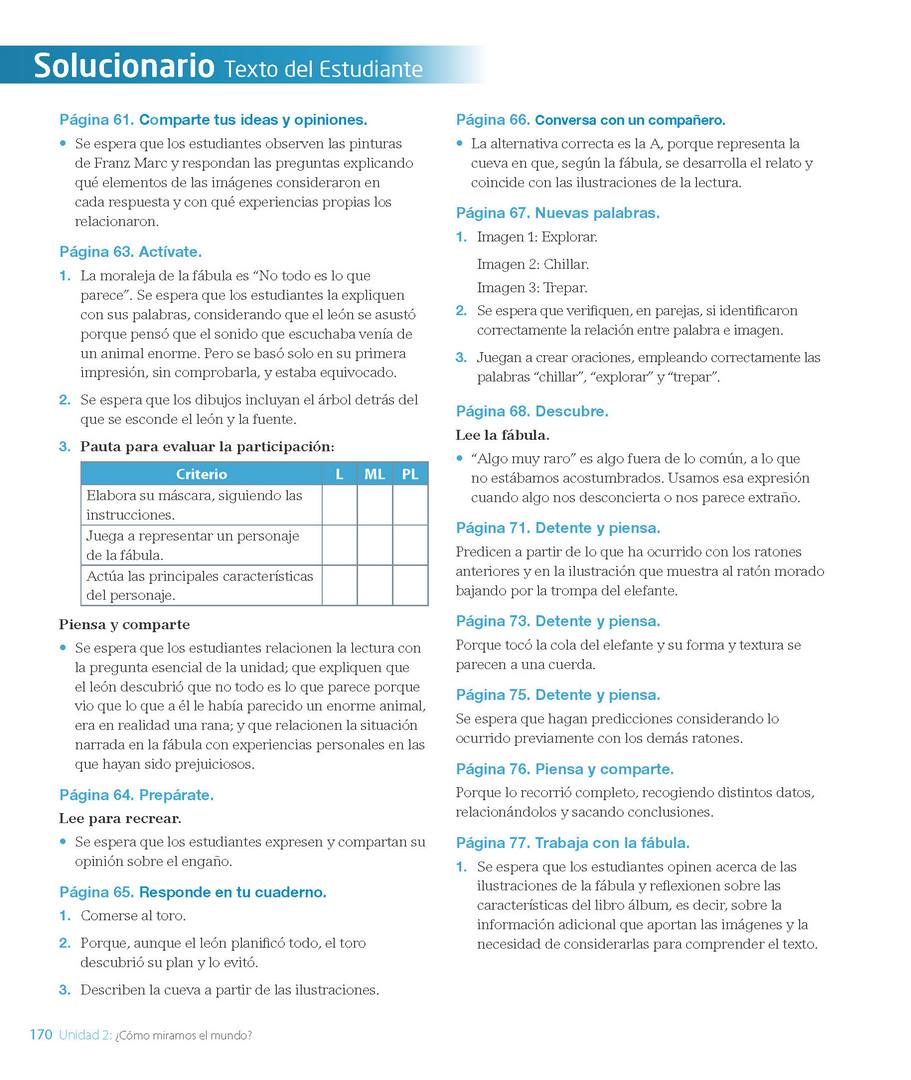 Solucionario Texto del Estudiante
Página 61. Comparte tus ideas y opiniones.
• Se espera que los estudiantes observen las pinturas
de Franz Marc y respondan las preguntas explicando
qué elementos de las imágenes consideraron en
cada respuesta y con qué experiencias propias los
relacionaron.
Página 63. Actívate.
1. La moraleja de la fábula es “No todo es lo que
parece”. Se espera que los estudiantes la expliquen
con sus palabras, considerando que el león se asustó
porque pensó que el sonido que escuchaba venía de
un animal enorme. Pero se basó solo en su primera
impresión, sin comprobarla, y estaba equivocado.
2. Se espera que los dibujos incluyan el árbol detrás del
que se esconde el león y la fuente.
3. Pauta para evaluar la participación:
Criterio L ML PL
Elabora su máscara, siguiendo las
instrucciones.
Juega a representar un personaje
de la fábula.
Actúa las principales características
del personaje.
Piensa y comparte
• Se espera que los estudiantes relacionen la lectura con
la pregunta esencial de la unidad; que expliquen que
el león descubrió que no todo es lo que parece porque
vio que lo que a él le había parecido un enorme animal,
era en realidad una rana; y que relacionen la situación
narrada en la fábula con experiencias personales en las
que hayan sido prejuiciosos.
Página 64. Prepárate.
Lee para recrear.
• Se espera que los estudiantes expresen y compartan su
opinión sobre el engaño.
Página 65. Responde en tu cuaderno.
1. Comerse al toro.
2. Porque, aunque el león planificó todo, el toro
descubrió su plan y lo evitó.
3. Describen la cueva a partir de las ilustraciones.
Página 66. Conversa con un compañero.
• La alternativa correcta es la A, porque representa la
cueva en que, según la fábula, se desarrolla el relato y
coincide con las ilustraciones de la lectura.
Página 67. Nuevas palabras.
1. Imagen 1: Explorar.
Imagen 2: Chillar.
Imagen 3: Trepar.
2. Se espera que verifiquen, en parejas, si identificaron
correctamente la relación entre palabra e imagen.
3. Juegan a crear oraciones, empleando correctamente las
palabras “chillar”, “explorar” y “trepar”.
Página 68. Descubre.
Lee la fábula.
• “Algo muy raro” es algo fuera de lo común, a lo que
no estábamos acostumbrados. Usamos esa expresión
cuando algo nos desconcierta o nos parece extraño.
Página 71. Detente y piensa.
Predicen a partir de lo que ha ocurrido con los ratones
anteriores y en la ilustración que muestra al ratón morado
bajando por la trompa del elefante.
Página 73. Detente y piensa.
Porque tocó la cola del elefante y su forma y textura se
parecen a una cuerda.
Página 75. Detente y piensa.
Se espera que hagan predicciones considerando lo
ocurrido previamente con los demás ratones.
Página 76. Piensa y comparte.
Porque lo recorrió completo, recogiendo distintos datos,
relacionándolos y sacando conclusiones.
Página 77. Trabaja con la fábula.
1. Se espera que los estudiantes opinen acerca de las
ilustraciones de la fábula y reflexionen sobre las
características del libro álbum, es decir, sobre la
información adicional que aportan las imágenes y la
necesidad de considerarlas para comprender el texto.
170 Unidad 2: ¿Cómo miramos el mundo?